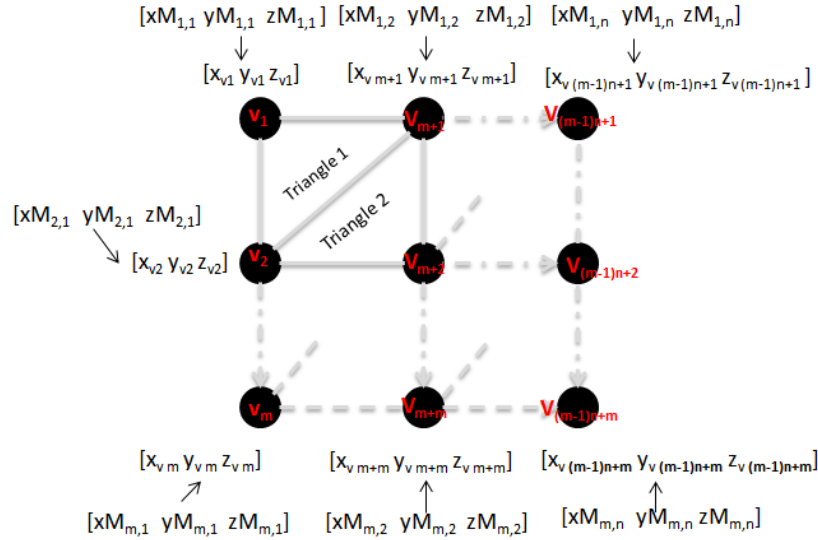 [xM1,1 yM1,1 zM1,1] [xM1,2 yM1,2 zM1,2] [xM1,n yM1,n zM1,n]
[xv1 yv1 zv1] [xv m+1 yv m+1 zv m+1] [xv (m-1)n+1 yv (m-1)n+1 zv (m-1)n+1]
v1 Vm+1 V(m-1)n+1
Triangle 1
Triangle 2
[xM2,1 yM2,1 zM2,1]
[xv2 yv2 zv2] v2 Vm+2 V(m-1)n+2
vm Vm+m V(m-1)n+m
[xv m yv m zv m] [xv m+m yv m+m zv m+m] [xv (m-1)n+m yv (m-1)n+m zv (m-1)n+m]
[xMm,1 yMm,1 zMm,1] [xMm,2 yMm,2 zMm,2] [xMm,n yMm,n zMm,n]